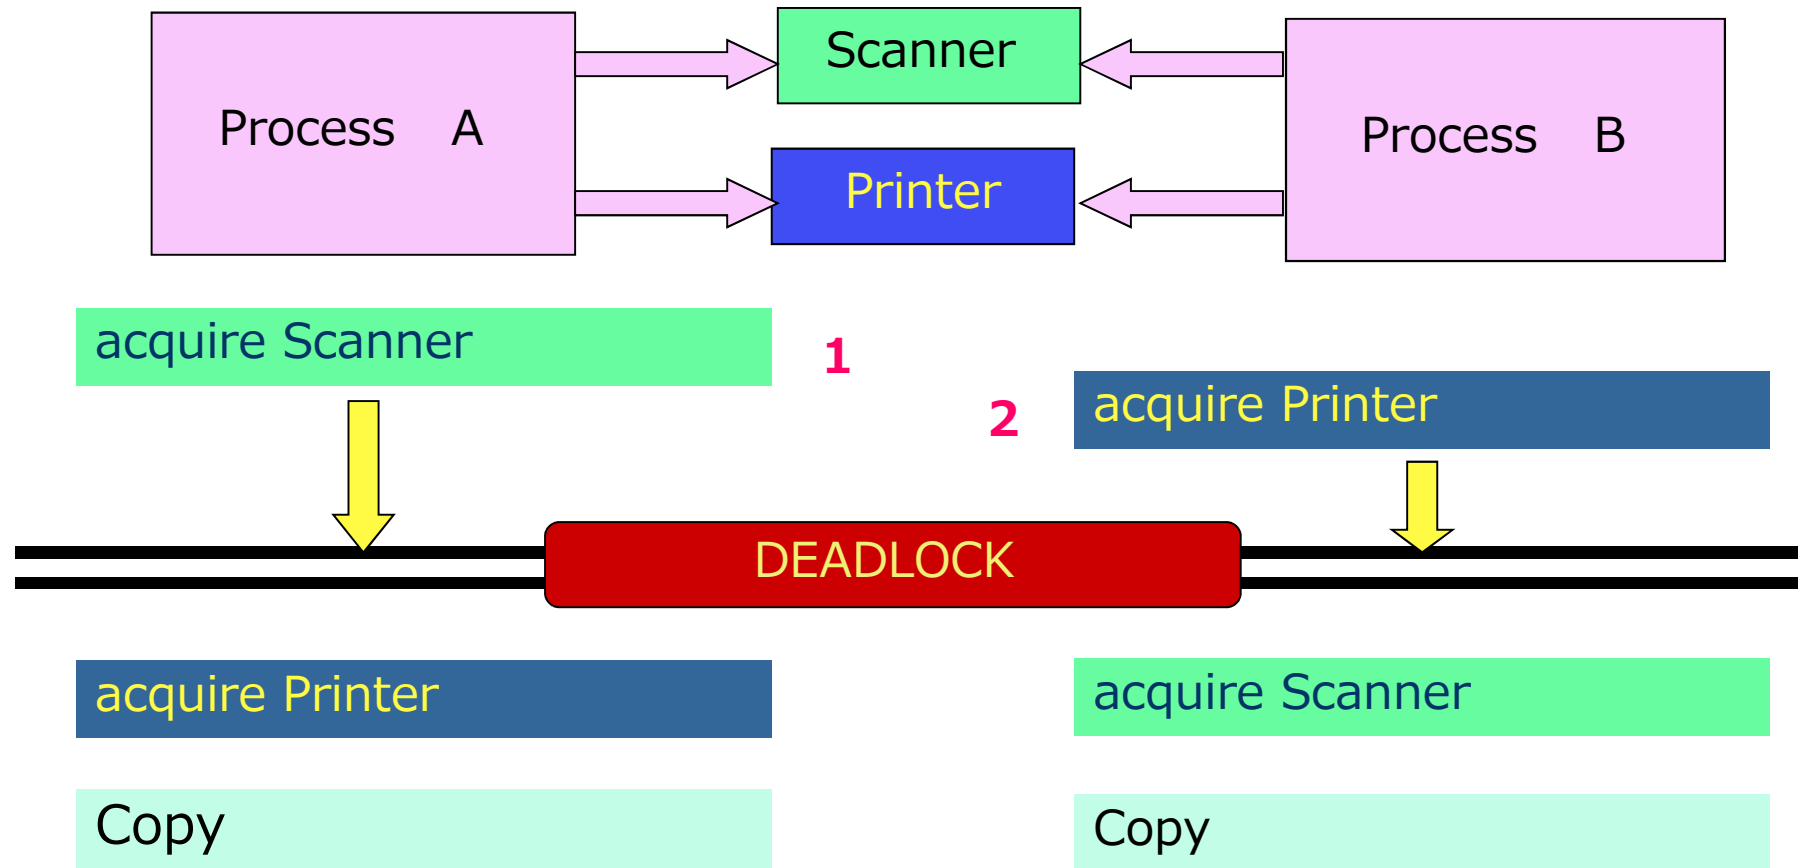 Scanner
Process A
Process B
Printer
acquire Scanner
1
2
acquire Printer
DEADLOCK
acquire Printer
acquire Scanner
Copy
Copy